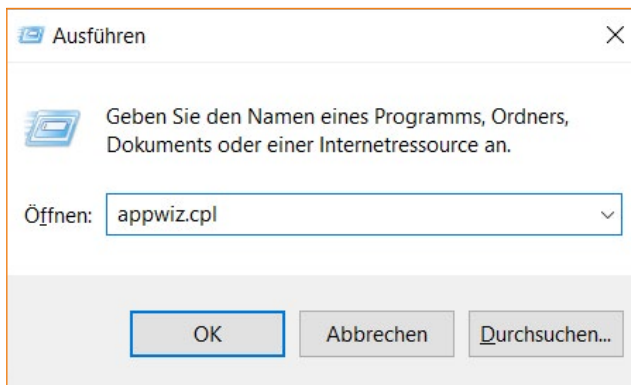 Ausführen
Geben Sie den Namen eines Programms, Ordners,
Dokuments oder einer Internetressource an.
Öffnen: appwiz.cpl
OK Abbrechen Durchsuchen...